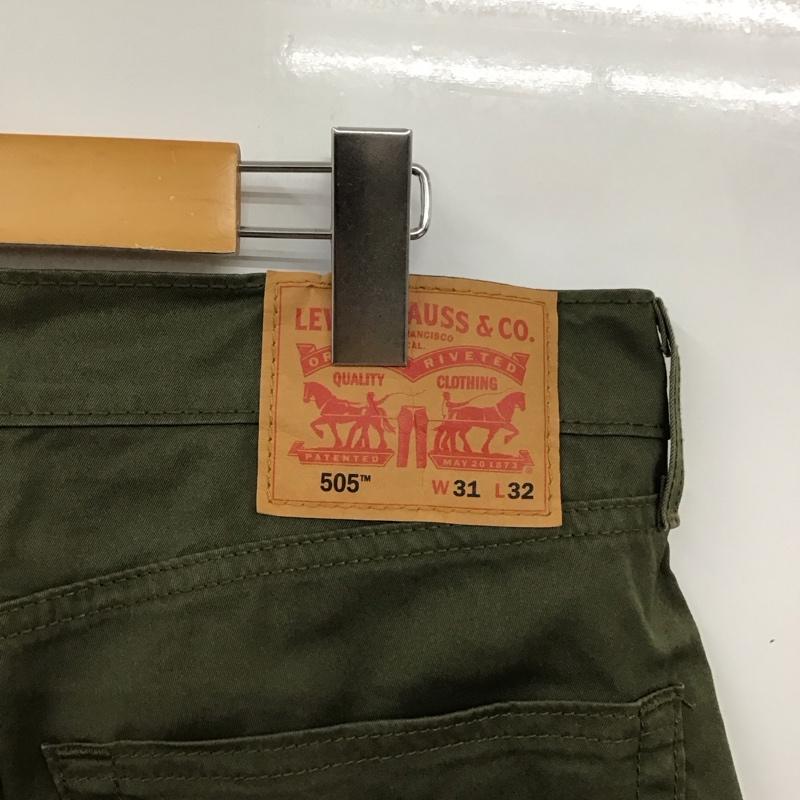 LEV AUSS & CO.
ANCISCO
CAL.
OR RIVETED
QUALITY CLOTHING
PATENTED MAY 20 1873
505™ W31 L32